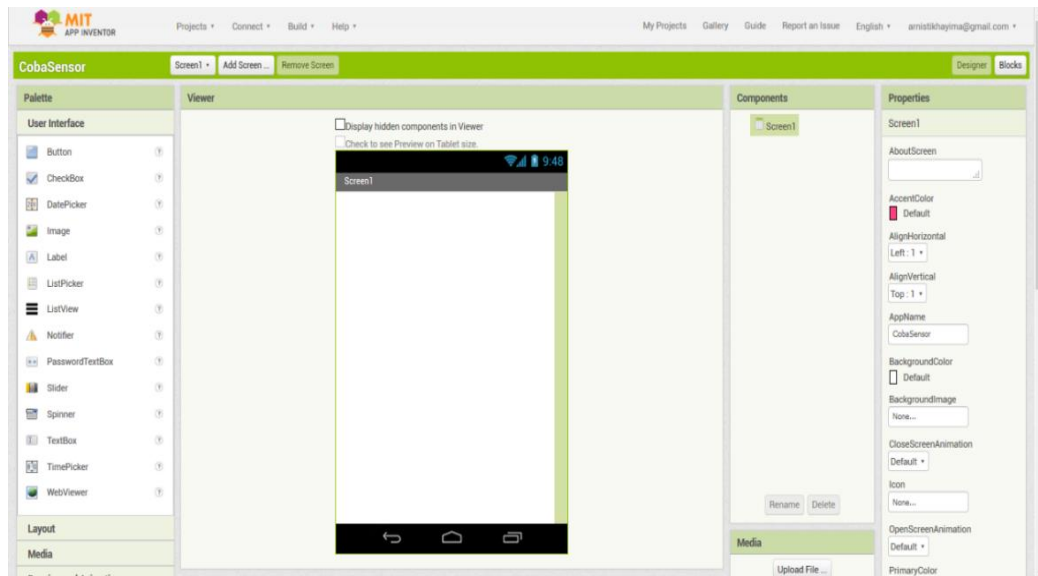 MIT
APP INVENTOR
Projects Connect Build Help My Projects Gallery Guide Report an Issue English arnistikhayima@gmail.com
CobaSensor Screen1 Add Screen ... Remove Screen Designer Blocks
Palette
User Interface
Button
CheckBox
DatePicker
Image
Label
ListPicker
ListView
Notifier
PasswordTextBox
Slider
Spinner
TextBox
TimePicker
WebViewer
Layout
Media
Viewer
Display hidden components in Viewer
Check to see Preview on Tablet size.
9:48
Screen1
Components
Screen1
Rename Delete
Media
Upload File ...
Properties
Screen1
AboutScreen
AccentColor
Default
AlignHorizontal
Left : 1
AlignVertical
Top : 1
AppName
CobaSensor
BackgroundColor
Default
BackgroundImage
None...
CloseScreenAnimation
Default
Icon
None...
OpenScreenAnimation
Default
PrimaryColor